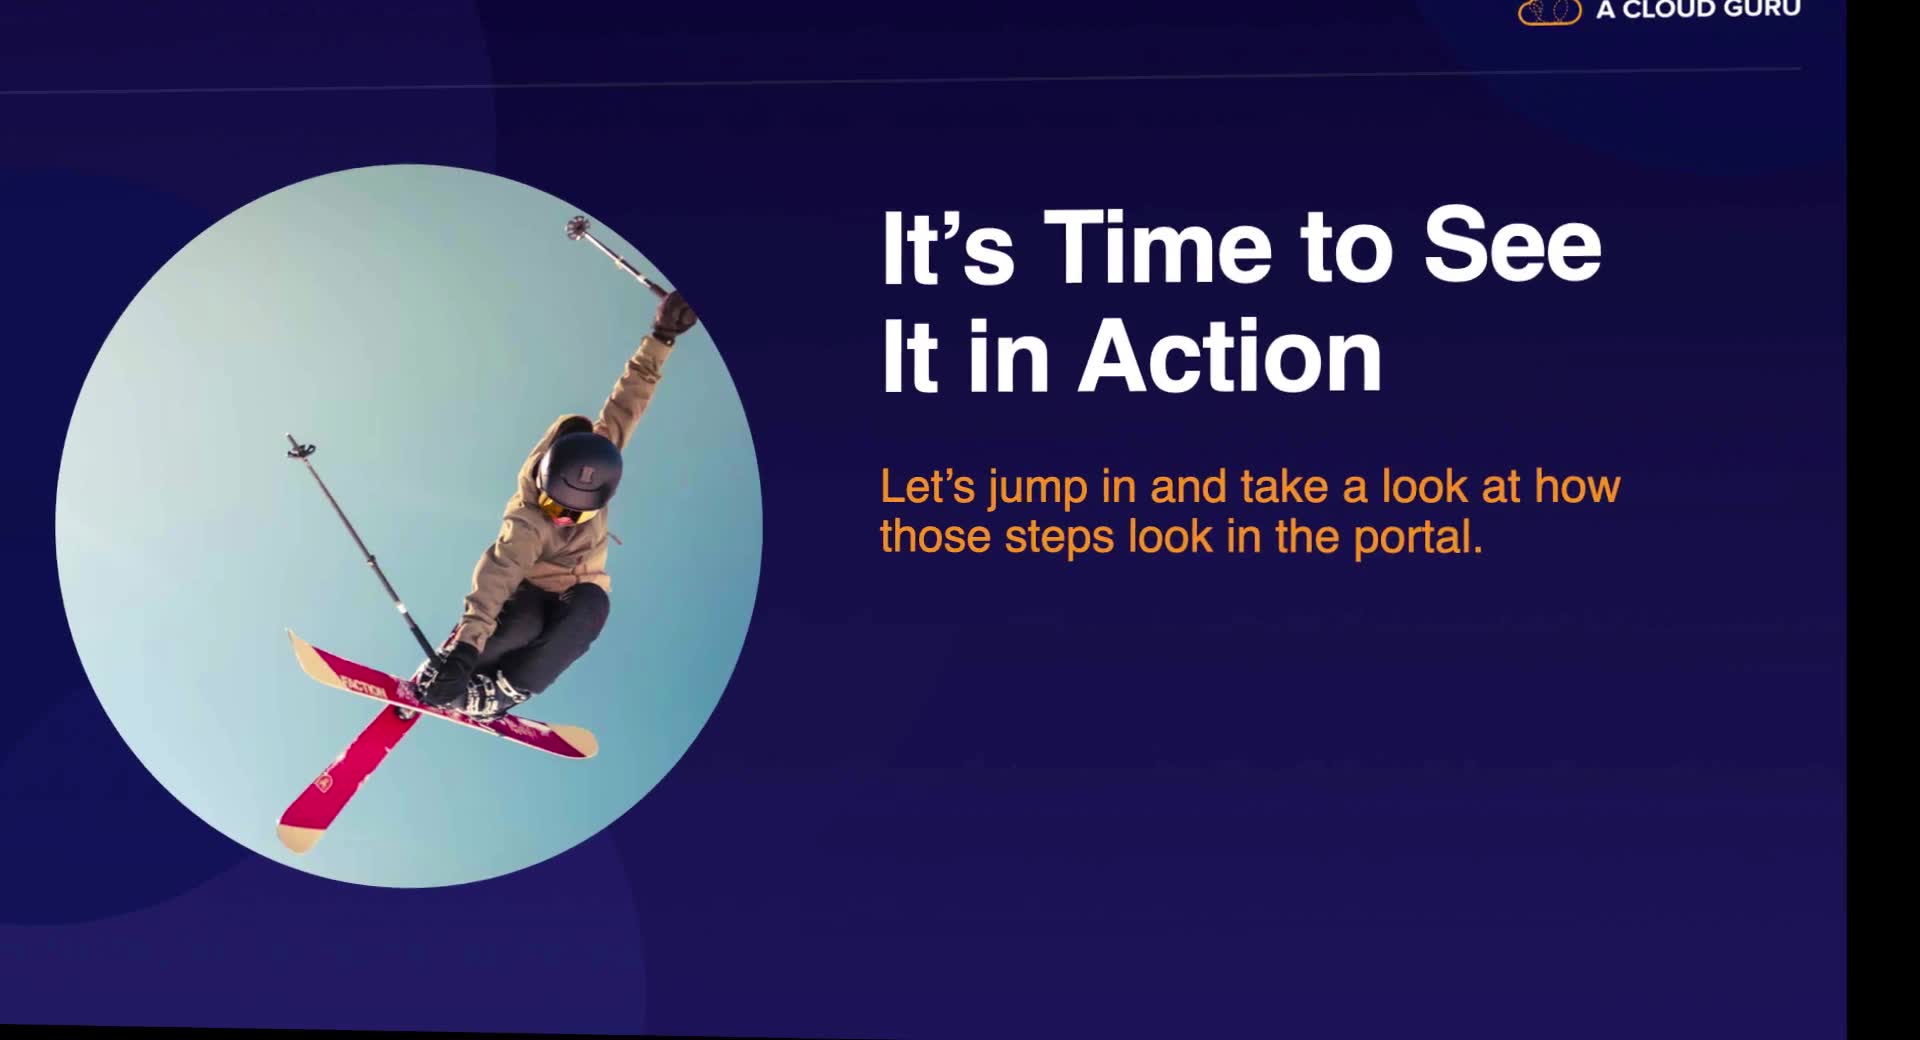 A CLOUD GURU
It's Time to See
It in Action
Let's jump in and take a look at how
those steps look in the portal.
FACTION